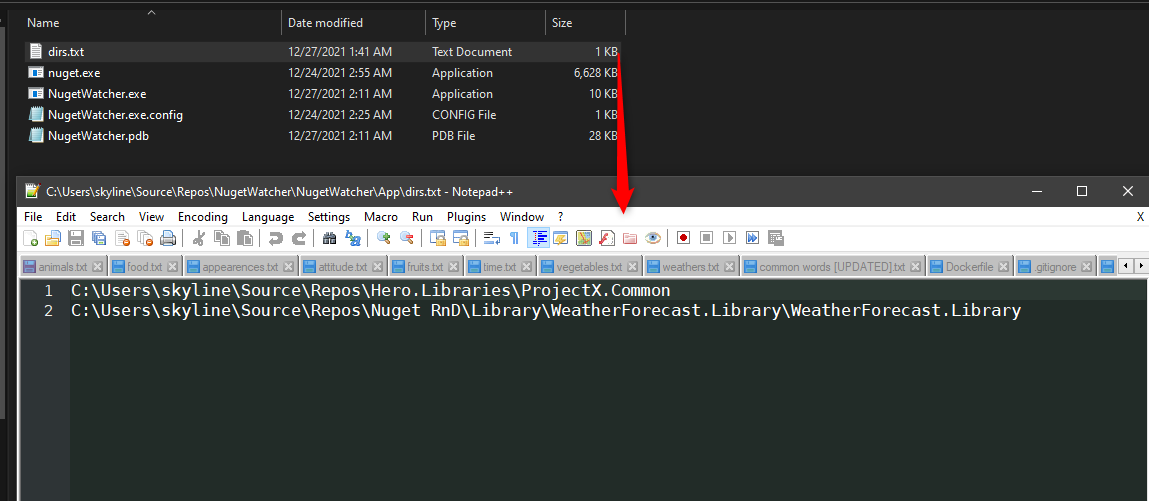 Name Date modified Type Size
dirs.txt 12/27/2021 1:41 AM Text Document 1 KB
nuget.exe 12/24/2021 2:55 AM Application 6,628 KB
NugetWatcher.exe 12/27/2021 2:11 AM Application 10 KB
NugetWatcher.exe.config 12/24/2021 2:25 AM CONFIG File 1 KB
NugetWatcher.pdb 12/27/2021 2:11 AM PDB File 28 KB
C:\Users\skyline\Source\Repos\NugetWatcher\NugetWatcher\App\dirs.txt - Notepad++
File Edit Search View Encoding Language Settings Macro Run Plugins Window ? X
animals.txt food.txt appearences.txt attitude.txt fruits.txt time.txt vegetables.txt weathers.txt common words [UPDATED].txt Dockerfile .gitignore
1 C:\Users\skyline\Source\Repos\Hero.Libraries\ProjectX.Common
2 C:\Users\skyline\Source\Repos\Nuget RnD\Library\WeatherForecast.Library\WeatherForecast.Library